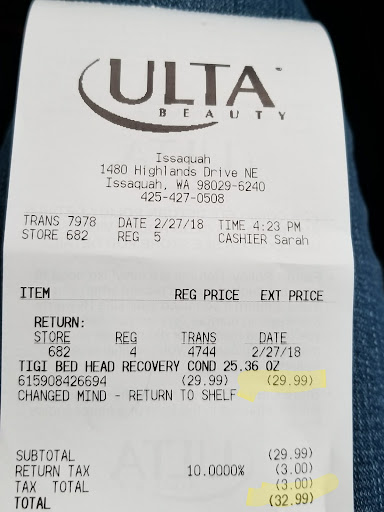 ULTA
BEAUTY
Issaquah
1480 Highlands Drive NE
Issaquah, WA 98029-6240
425-427-0508
TRANS 7978 DATE 2/27/18 TIME 4:23 PM
STORE 682 REG 5 CASHIER Sarah
ITEM REG PRICE EXT PRICE
RETURN:
STORE REG TRANS DATE
682 4 4744 2/27/18
TIGI BED HEAD RECOVERY COND 25.36 OZ
615908426694 (29.99) (29.99)
CHANGED MIND - RETURN TO SHELF
SUBTOTAL (29.99)
RETURN TAX 10.0000% (3.00)
TAX TOTAL (3.00)
TOTAL (32.99)